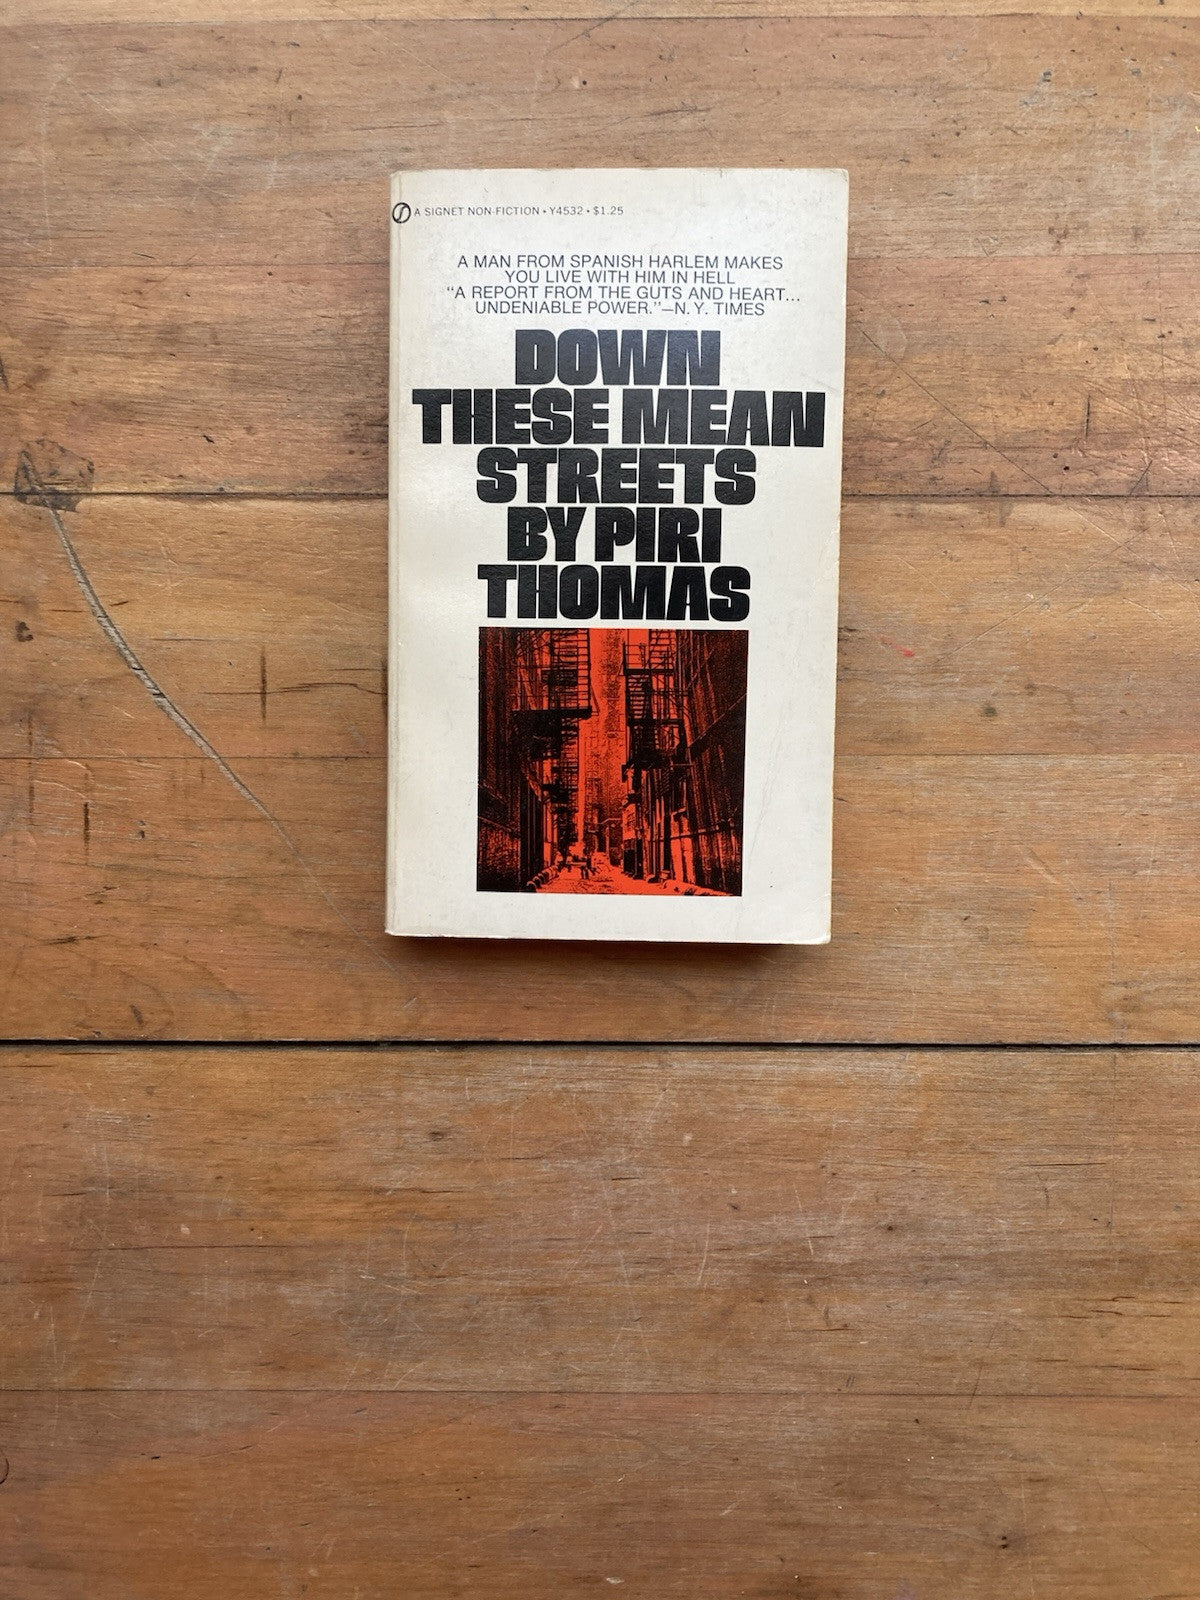 A SIGNET NON-FICTION • Y4532 • $1.25
A MAN FROM SPANISH HARLEM MAKES
YOU LIVE WITH HIM IN HELL
"A REPORT FROM THE GUTS AND HEART...
UNDENIABLE POWER."—N.Y. TIMES
DOWN
THESE MEAN
STREETS
BY PIRI
THOMAS